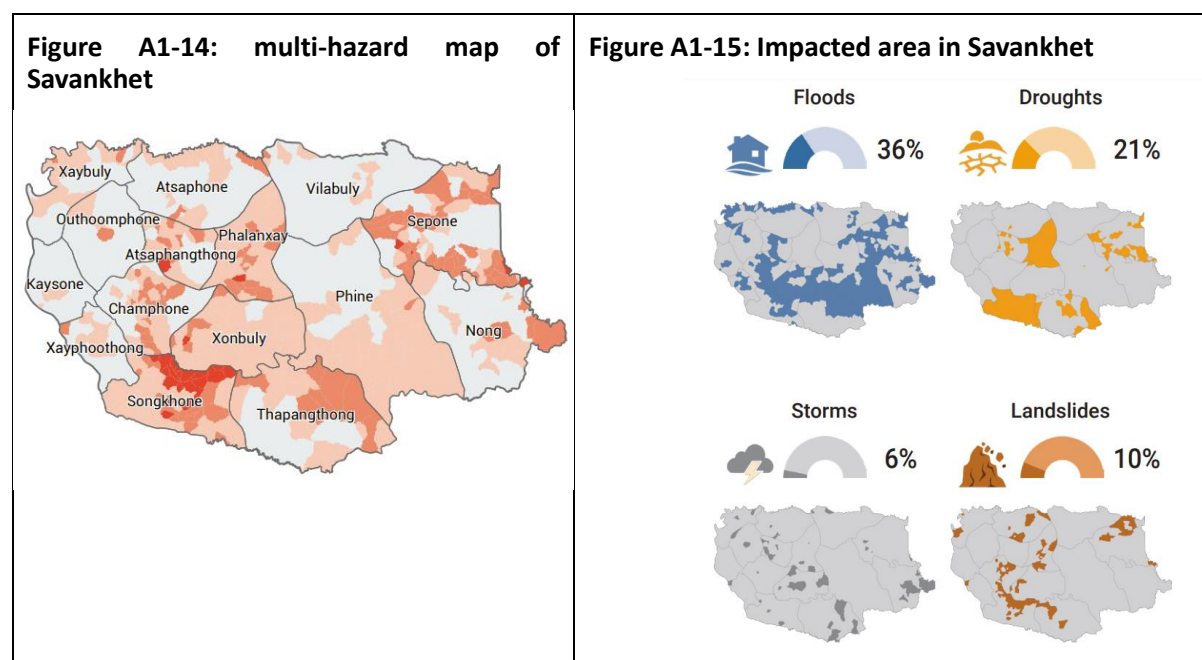 Figure A1-14: multi-hazard map of
Savankhet
Xaybuly
Atsaphone
Vilabuly
Outhoomphone
Sepone
Phalanxay
Atsaphangthong
Kaysone
Phine
Champhone
Nong
Xonbuly
Xayphoothong
Songkhone
Thapangthong
Figure A1-15: Impacted area in Savankhet
Floods
36%
Droughts
21%
Storms
6%
Landslides
10%